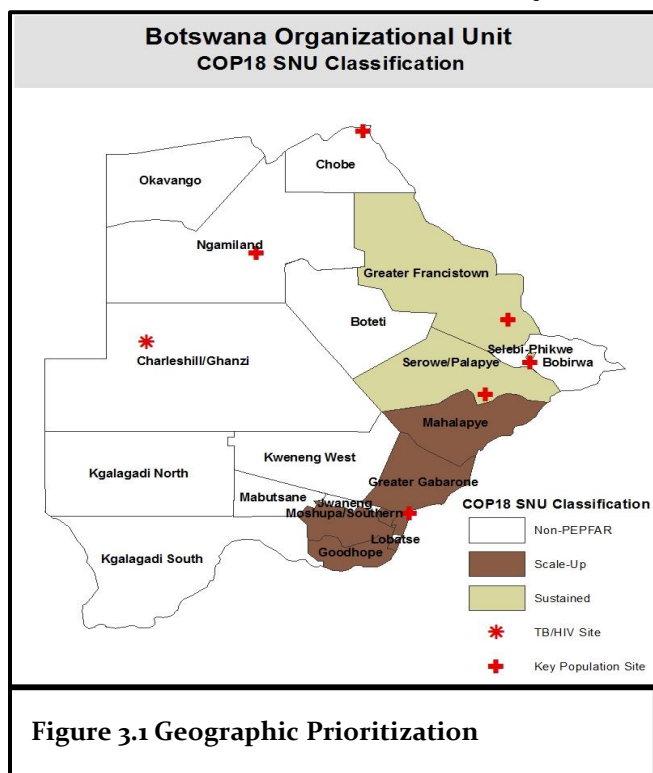 Botswana Organizational Unit
COP18 SNU Classification
Chobe
Okavango
Ngamiland
Greater Francistown
Boteti
Selebi-Phikwe
Charleshill/Ghanzi
Serowe/Palapye
Bobirwa
Mahalapye
Kweneng West
Kgalagadi North
Greater Gabarone
Mabutsane
Jwaneng
Moshupa/Southern
Lobatse
Goodhope
Kgalagadi South
COP18 SNU Classification
Non-PEPFAR
Scale-Up
Sustained
TB/HIV Site
Key Population Site
Figure 3.1 Geographic Prioritization